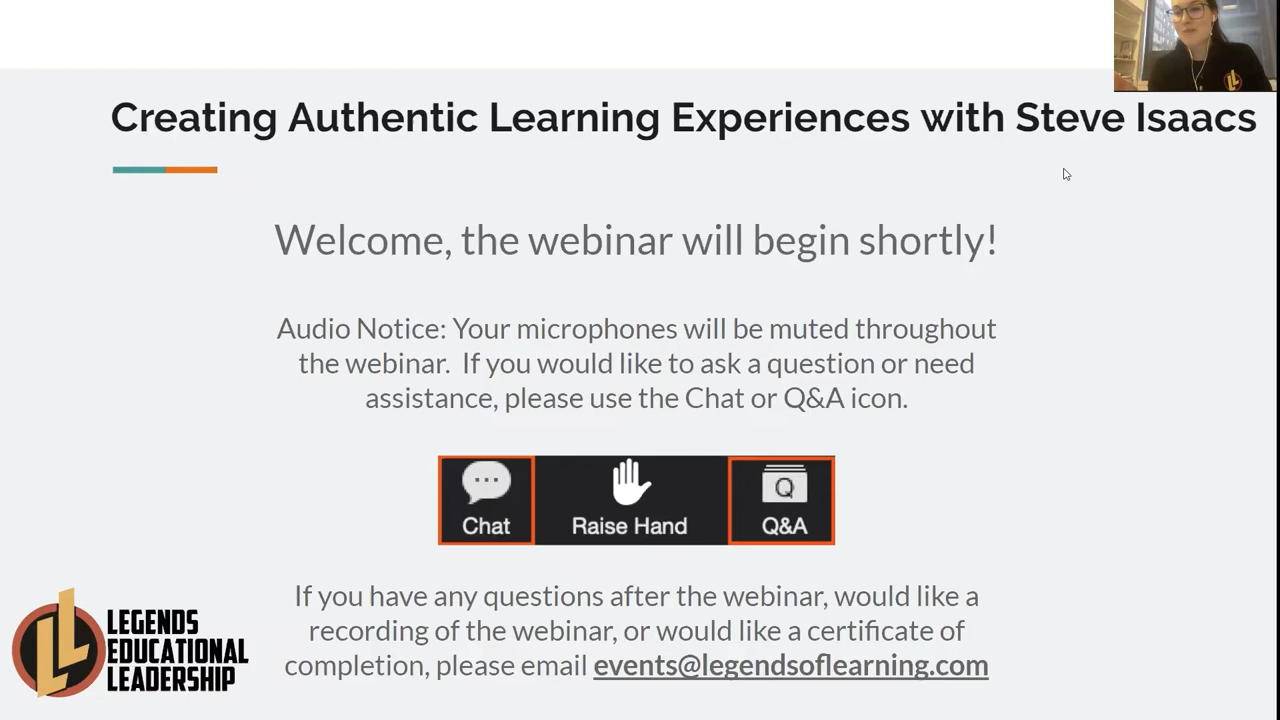 Creating Authentic Learning Experiences with Steve Isaacs
Welcome, the webinar will begin shortly!
Audio Notice: Your microphones will be muted throughout
the webinar. If you would like to ask a question or need
assistance, please use the Chat or Q&A icon.
Chat
Raise Hand
Q
Q&A
If you have any questions after the webinar, would like a
recording of the webinar, or would like a certificate of
completion, please email events@legendsoflearning.com
LL
LEGENDS
EDUCATIONAL
LEADERSHIP